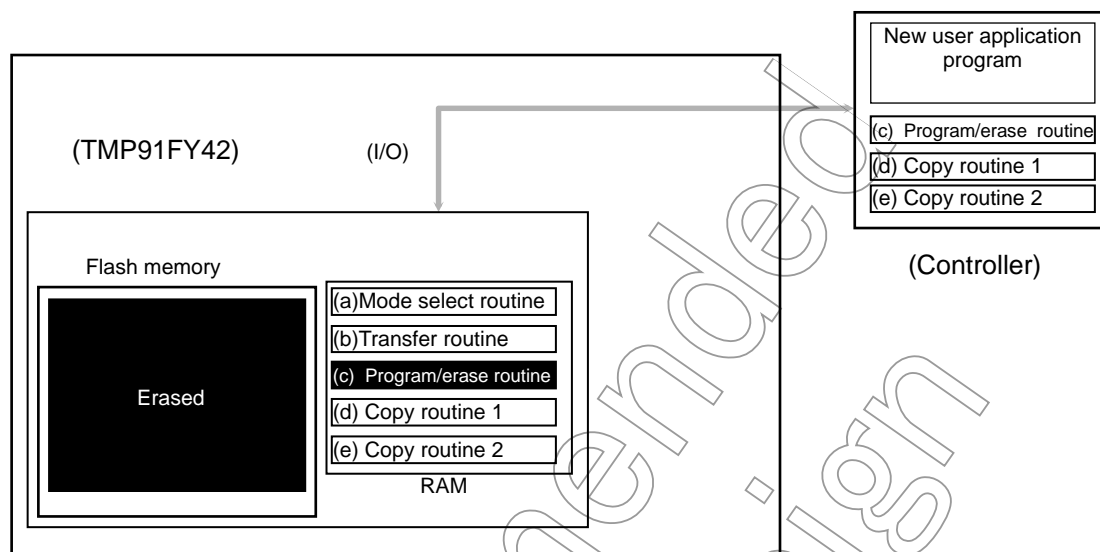 New user application
program
(c) Program/erase routine
(d) Copy routine 1
(e) Copy routine 2
(Controller)
(TMP91FY42)
(I/O)
Flash memory
Erased
(a)Mode select routine
(b)Transfer routine
(c) Program/erase routine
(d) Copy routine 1
(e) Copy routine 2
RAM